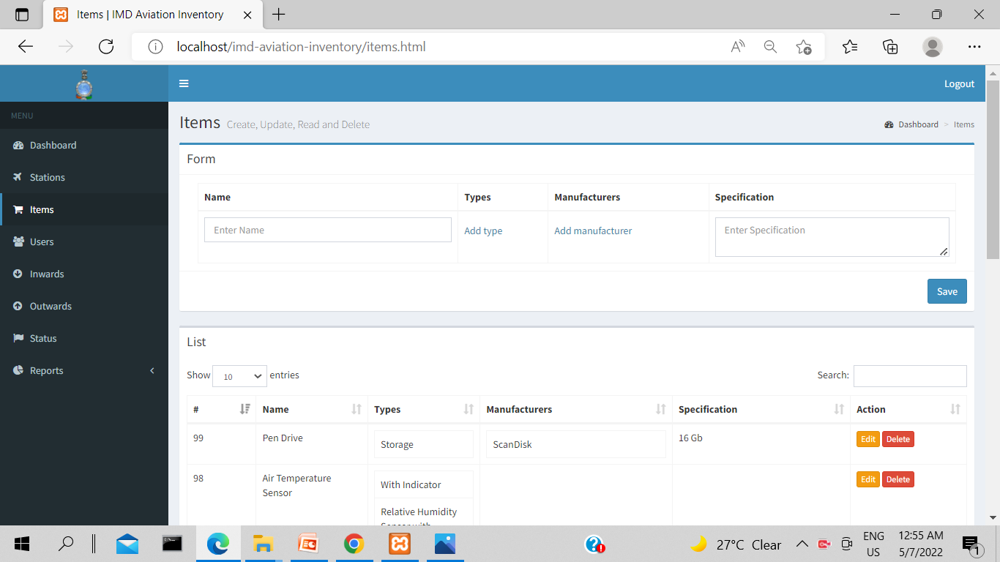 Items | IMD Aviation Inventory
localhost/imd-aviation-inventory/items.html
Logout
MENU
Dashboard
Stations
Items
Users
Inwards
Outwards
Status
Reports
Items Create, Update, Read and Delete
Dashboard > Items
Form
Name Types Manufacturers Specification
Enter Name Add type Add manufacturer Enter Specification
Save
List
Show 10 entries
Search:
# Name Types Manufacturers Specification Action
99 Pen Drive Storage ScanDisk 16 Gb Edit Delete
98 Air Temperature Sensor With Indicator Edit Delete
Relative Humidity
Sensor with
27°C Clear
ENG
US
12:55 AM
5/7/2022
1